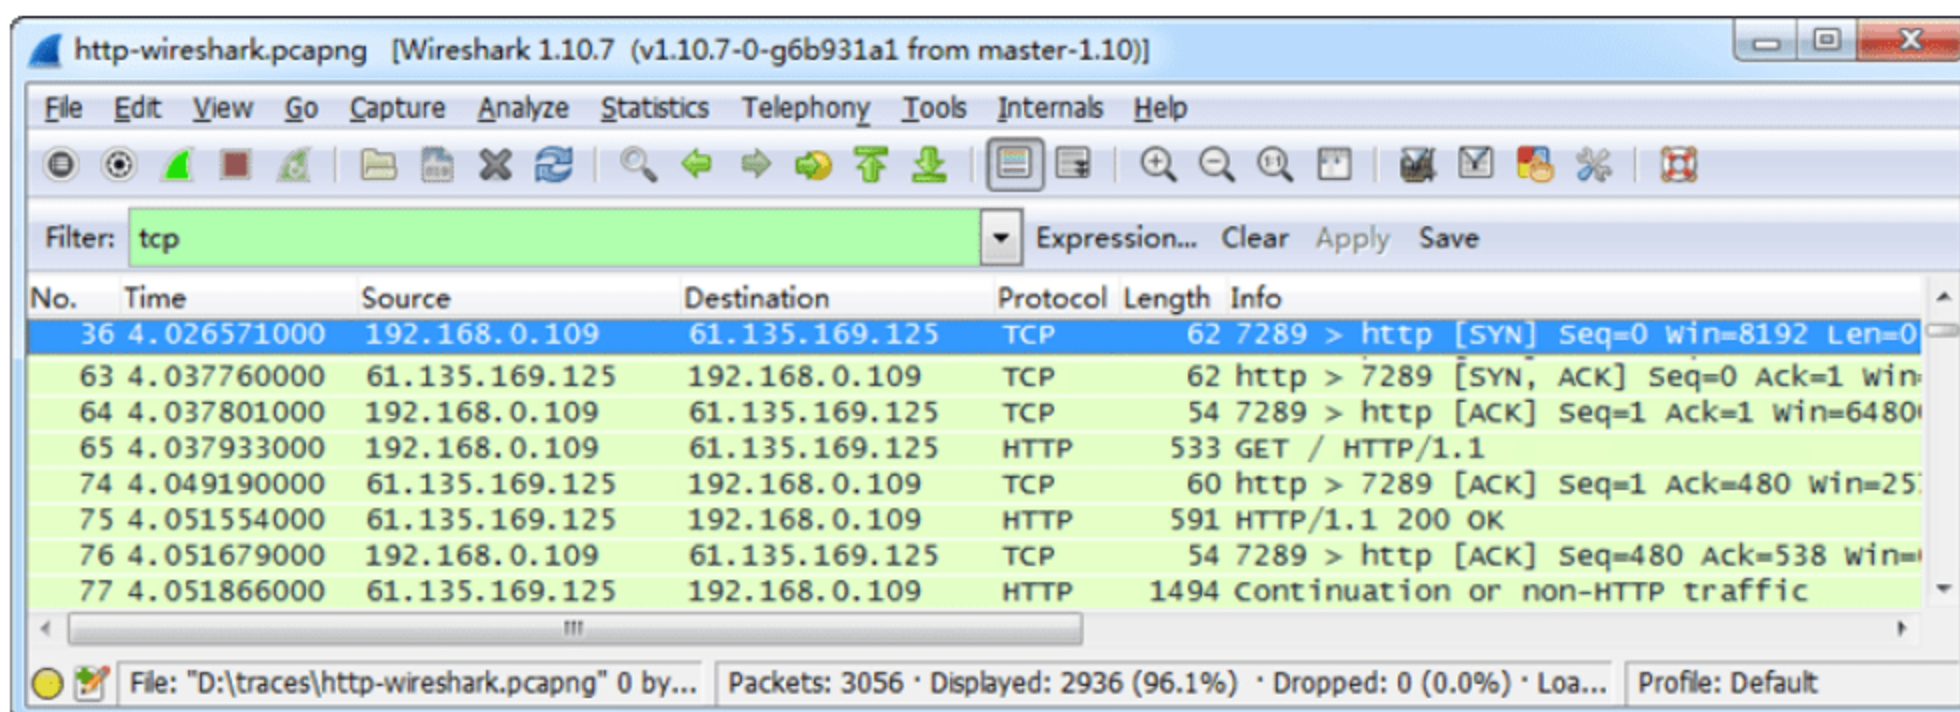 http-wireshark.pcapng [Wireshark 1.10.7 (v1.10.7-0-g6b931a1 from master-1.10)]
File Edit View Go Capture Analyze Statistics Telephony Tools Internals Help
Filter: tcp Expression... Clear Apply Save
No. Time Source Destination Protocol Length Info
36 4.026571000 192.168.0.109 61.135.169.125 TCP 62 7289 > http [SYN] Seq=0 Win=8192 Len=0
63 4.037760000 61.135.169.125 192.168.0.109 TCP 62 http > 7289 [SYN, ACK] Seq=0 Ack=1 Win
64 4.037801000 192.168.0.109 61.135.169.125 TCP 54 7289 > http [ACK] Seq=1 Ack=1 Win=6480
65 4.037933000 192.168.0.109 61.135.169.125 HTTP 533 GET / HTTP/1.1
74 4.049190000 61.135.169.125 192.168.0.109 TCP 60 http > 7289 [ACK] Seq=1 Ack=480 Win=25
75 4.051554000 61.135.169.125 192.168.0.109 HTTP 591 HTTP/1.1 200 OK
76 4.051679000 192.168.0.109 61.135.169.125 TCP 54 7289 > http [ACK] Seq=480 Ack=538 Win=
77 4.051866000 61.135.169.125 192.168.0.109 HTTP 1494 Continuation or non-HTTP traffic
File: "D:\traces\http-wireshark.pcapng" 0 by... Packets: 3056 · Displayed: 2936 (96.1%) · Dropped: 0 (0.0%) · Loa... Profile: Default